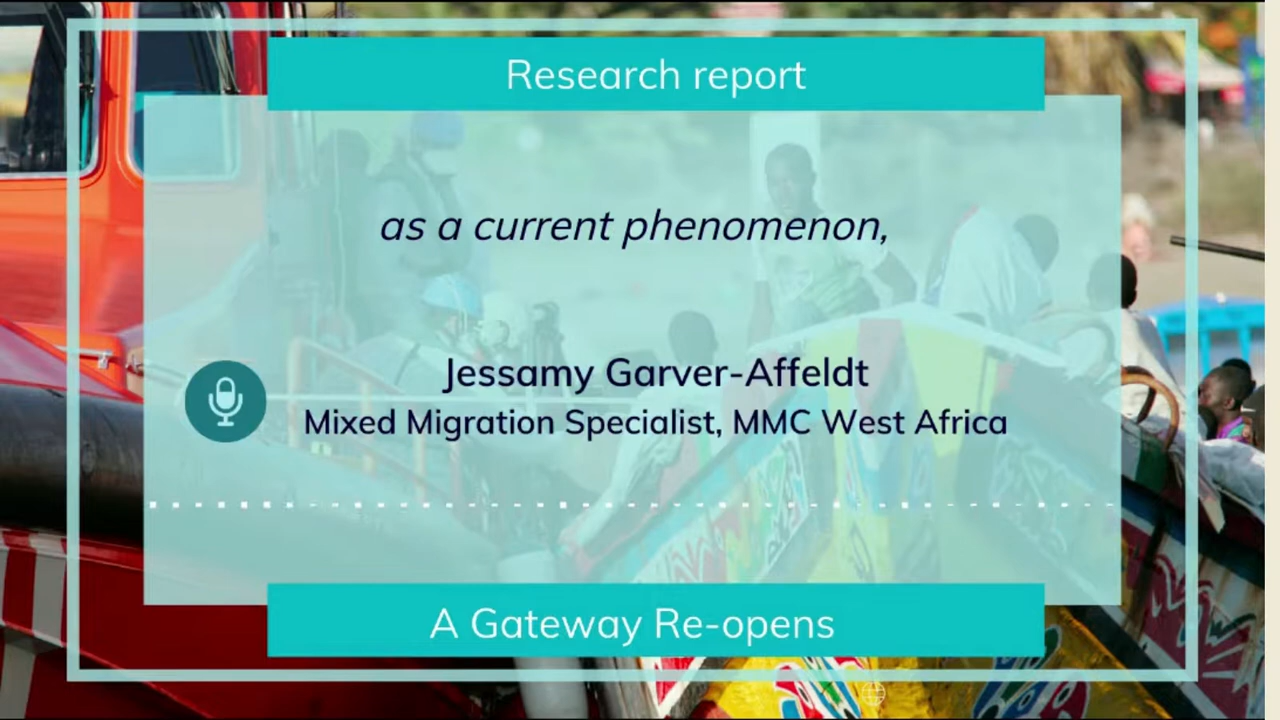 Research report
as a current phenomenon,
Jessamy Garver-Affeldt
Mixed Migration Specialist, MMC West Africa
A Gateway Re-opens